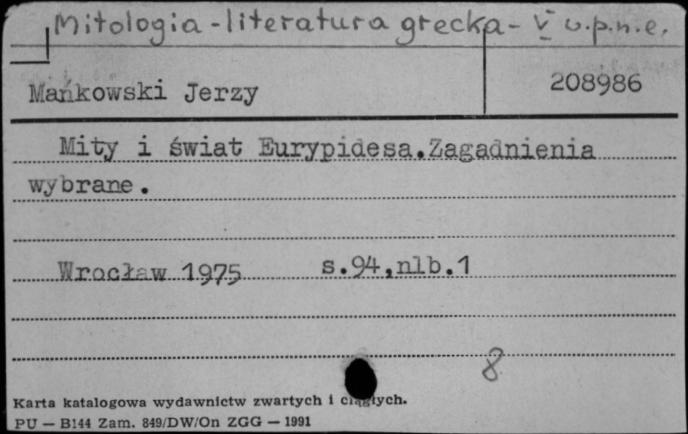 Mitologia - literatura grecka - V w.p.n.e.
Mańkowski Jerzy
208986
Mity i świat Eurypidesa.Zagadnienia
wybrane.
Wrocław 1975 s.94,nlb.1
8
Karta katalogowa wydawnictw zwartych i ciągłych.
PU — B144 Zam. 849/DW/On ZGG — 1991